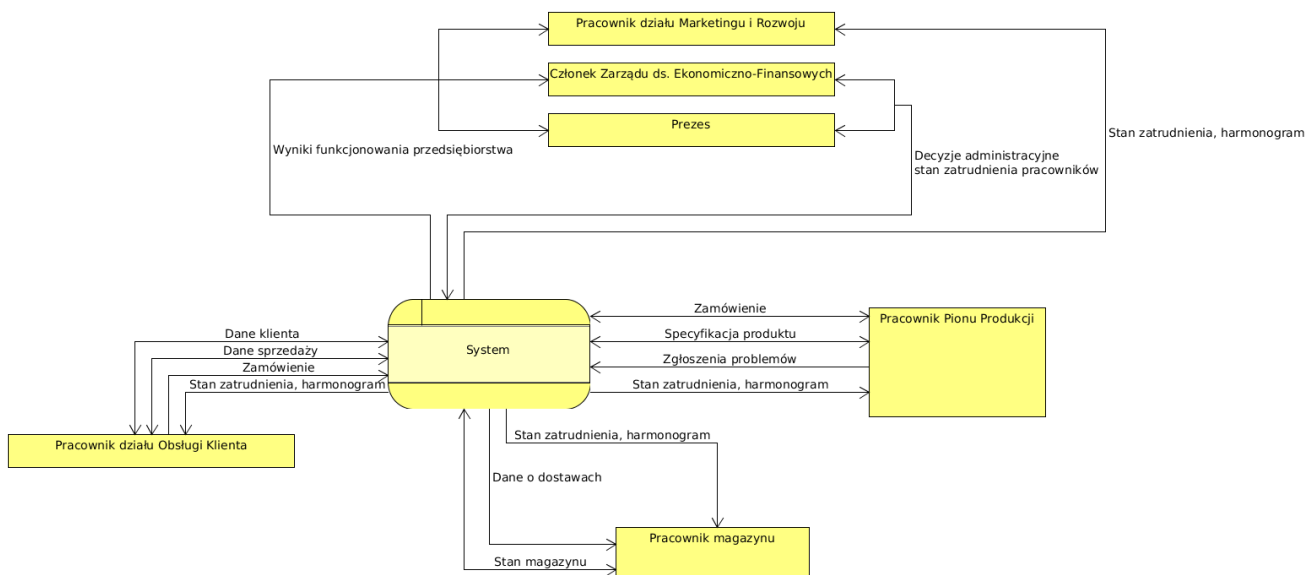 Pracownik działu Marketingu i Rozwoju
Członek Zarządu ds. Ekonomiczno-Finansowych
Prezes
Stan zatrudnienia, harmonogram
Wyniki funkcjonowania przedsiębiorstwa
Decyzje administracyjne
stan zatrudnienia pracowników
Zamówienie
Pracownik Pionu Produkcji
Dane klienta
Specyfikacja produktu
System
Dane sprzedaży
Zgłoszenia problemów
Zamówienie
Stan zatrudnienia, harmonogram
Stan zatrudnienia, harmonogram
Stan zatrudnienia, harmonogram
Pracownik działu Obsługi Klienta
Dane o dostawach
Pracownik magazynu
Stan magazynu